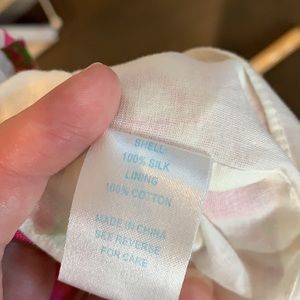 SHELL:
100% SILK
LINING
100% COTTON
MADE IN CHINA
SEE REVERSE
FOR CARE